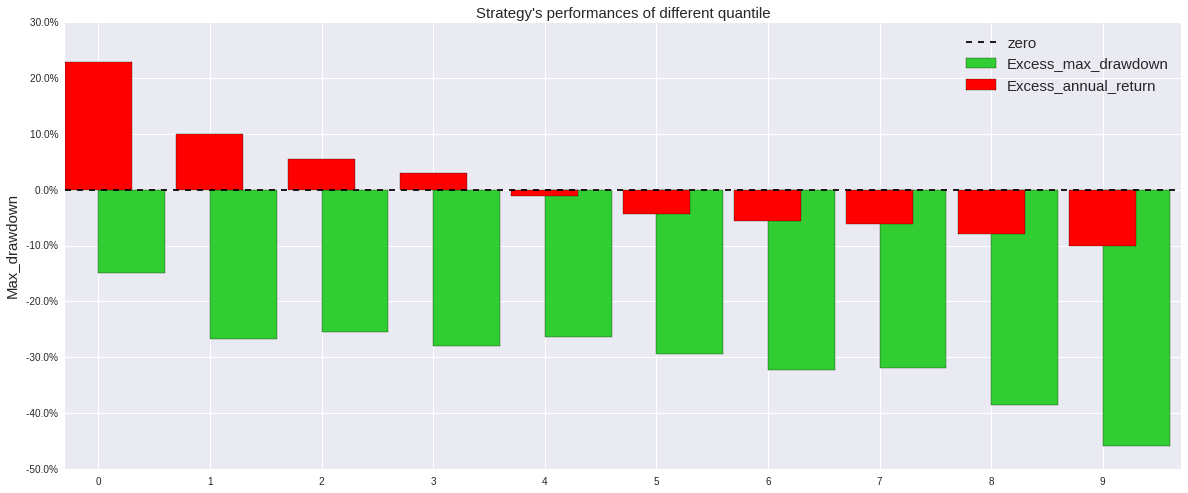 Strategy's performances of different quantile
30.0%
20.0%
10.0%
0.0%
-10.0%
-20.0%
-30.0%
-40.0%
-50.0%
Max_drawdown
zero
Excess_max_drawdown
Excess_annual_return
0 1 2 3 4 5 6 7 8 9